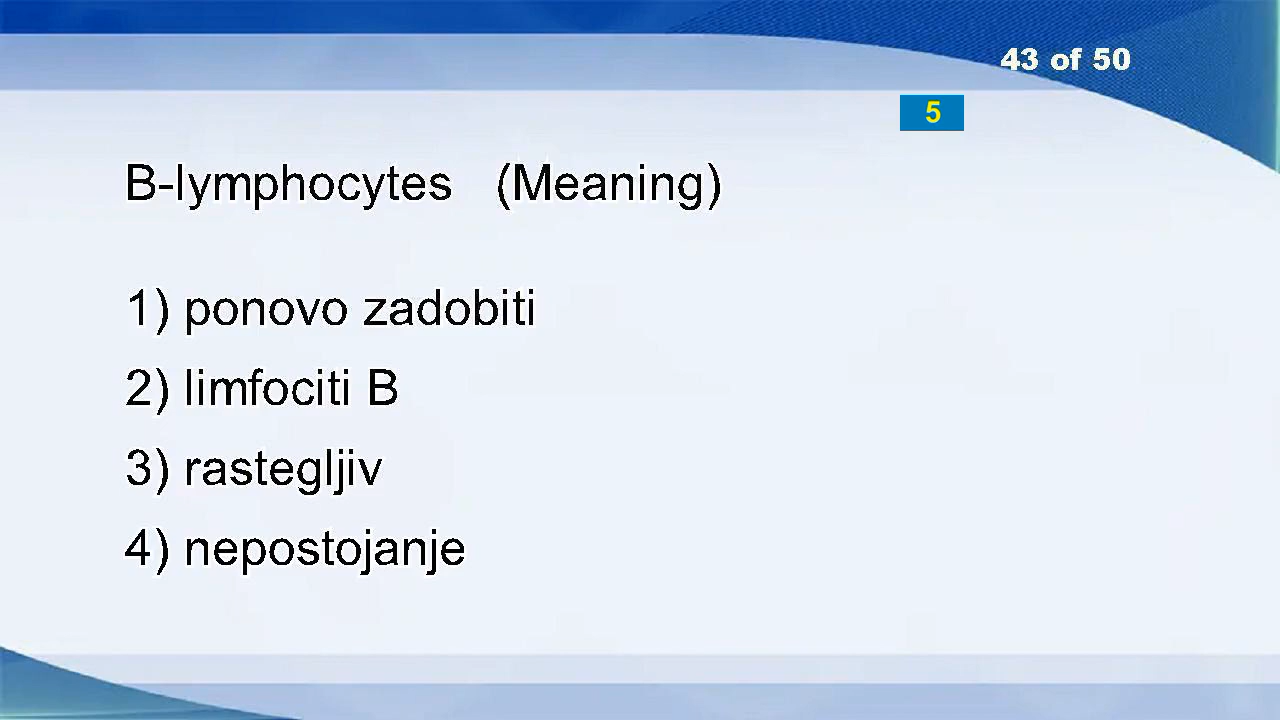 43 of 50
5
B-lymphocytes (Meaning)
1) ponovo zadobiti
2) limfociti B
3) rastegljiv
4) nepostojanje